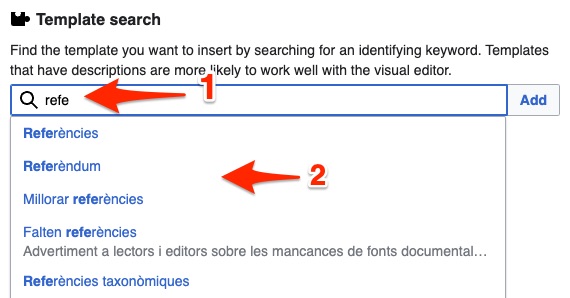 Template search
Find the template you want to insert by searching for an identifying keyword. Templates
that have descriptions are more likely to work well with the visual editor.
refe
1
Add
Referències
Referèndum
2
Millorar referències
Falten referències
Advertiment a lectors i editors sobre les mancances de fonts documental…
Referències taxonòmiques